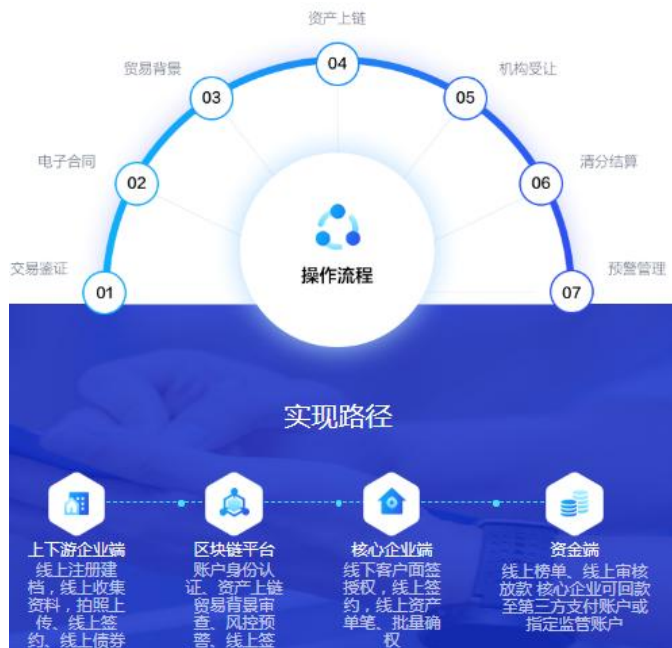 资产上链
04
贸易背景
机构受让
03
05
电子合同
清分结算
02
06
交易鉴证
操作流程
预警管理
01
07
实现路径
上下游企业端
线上注册建
档，线上收集
资料，拍照上
传、线上签
约、线上债券
区块链平台
账户身份认
证、资产上链
贸易背景审
查、风控预
警、线上签
核心企业端
线下客户面签
授权，线上签
约，线上资产
单笔、批量确
权
资金端
线上榜单、线上审核
放款 核心企业可回款
至第三方支付账户或
指定监管账户